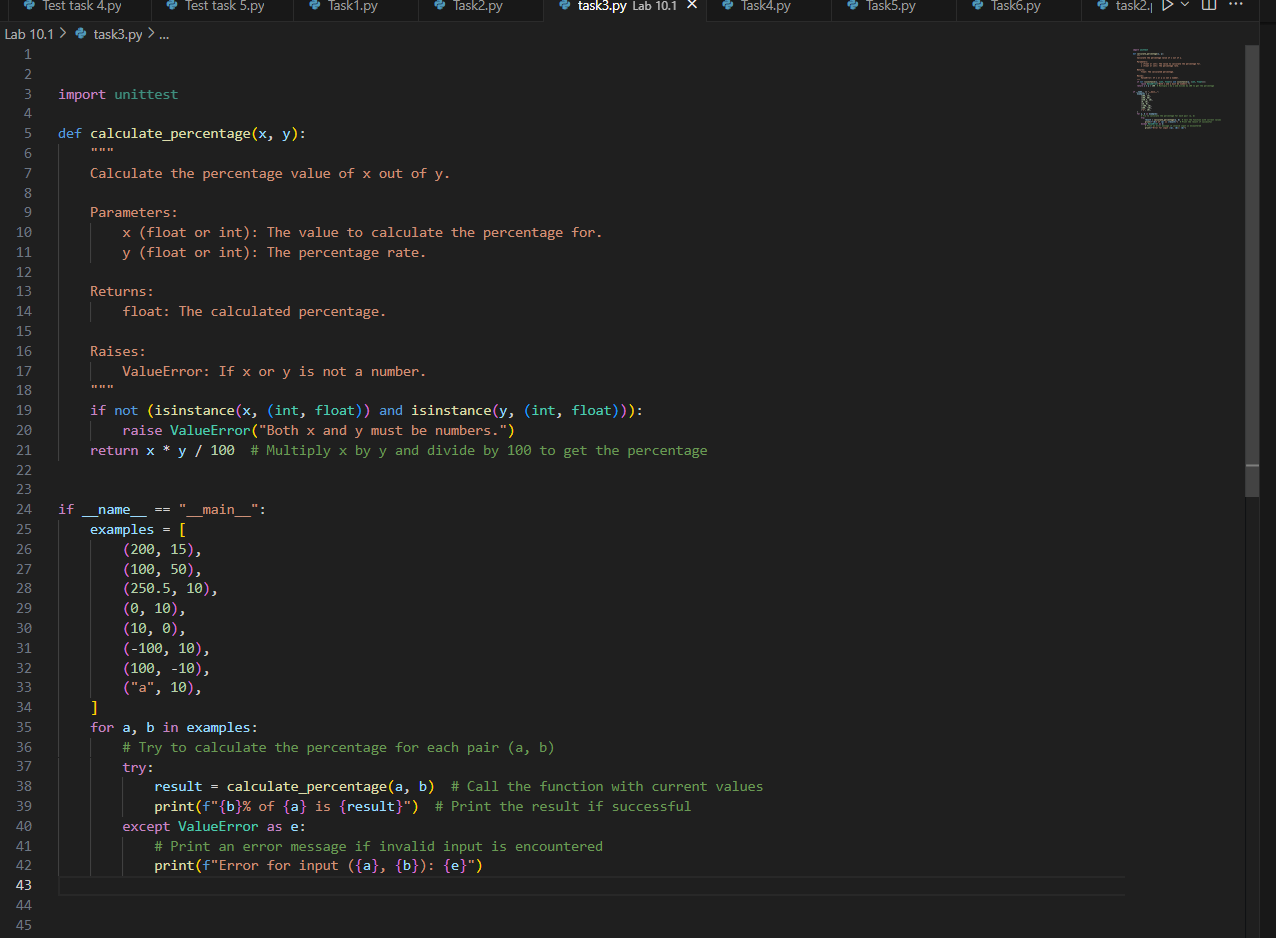 Test task 4.py Test task 5.py Task1.py Task2.py task3.py Lab 10.1 Task4.py Task5.py Task6.py task2.p
Lab 10.1 > task3.py > ...
1
2
3 import unittest
4
5 def calculate_percentage(x, y):
6     """
7     Calculate the percentage value of x out of y.
8
9     Parameters:
10         x (float or int): The value to calculate the percentage for.
11         y (float or int): The percentage rate.
12
13     Returns:
14         float: The calculated percentage.
15
16     Raises:
17         ValueError: If x or y is not a number.
18     """
19     if not (isinstance(x, (int, float)) and isinstance(y, (int, float))):
20         raise ValueError("Both x and y must be numbers.")
21     return x * y / 100  # Multiply x by y and divide by 100 to get the percentage
22
23
24 if __name__ == "__main__":
25     examples = [
26         (200, 15),
27         (100, 50),
28         (250.5, 10),
29         (0, 10),
30         (10, 0),
31         (-100, 10),
32         (100, -10),
33         ("a", 10),
34     ]
35     for a, b in examples:
36         # Try to calculate the percentage for each pair (a, b)
37         try:
38             result = calculate_percentage(a, b)  # Call the function with current values
39             print(f"{b}% of {a} is {result}")  # Print the result if successful
40         except ValueError as e:
41             # Print an error message if invalid input is encountered
42             print(f"Error for input ({a}, {b}): {e}")
43
44
45